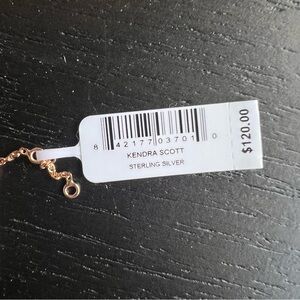 8 42177 03701 0
KENDRA SCOTT
STERLING SILVER
$120.00